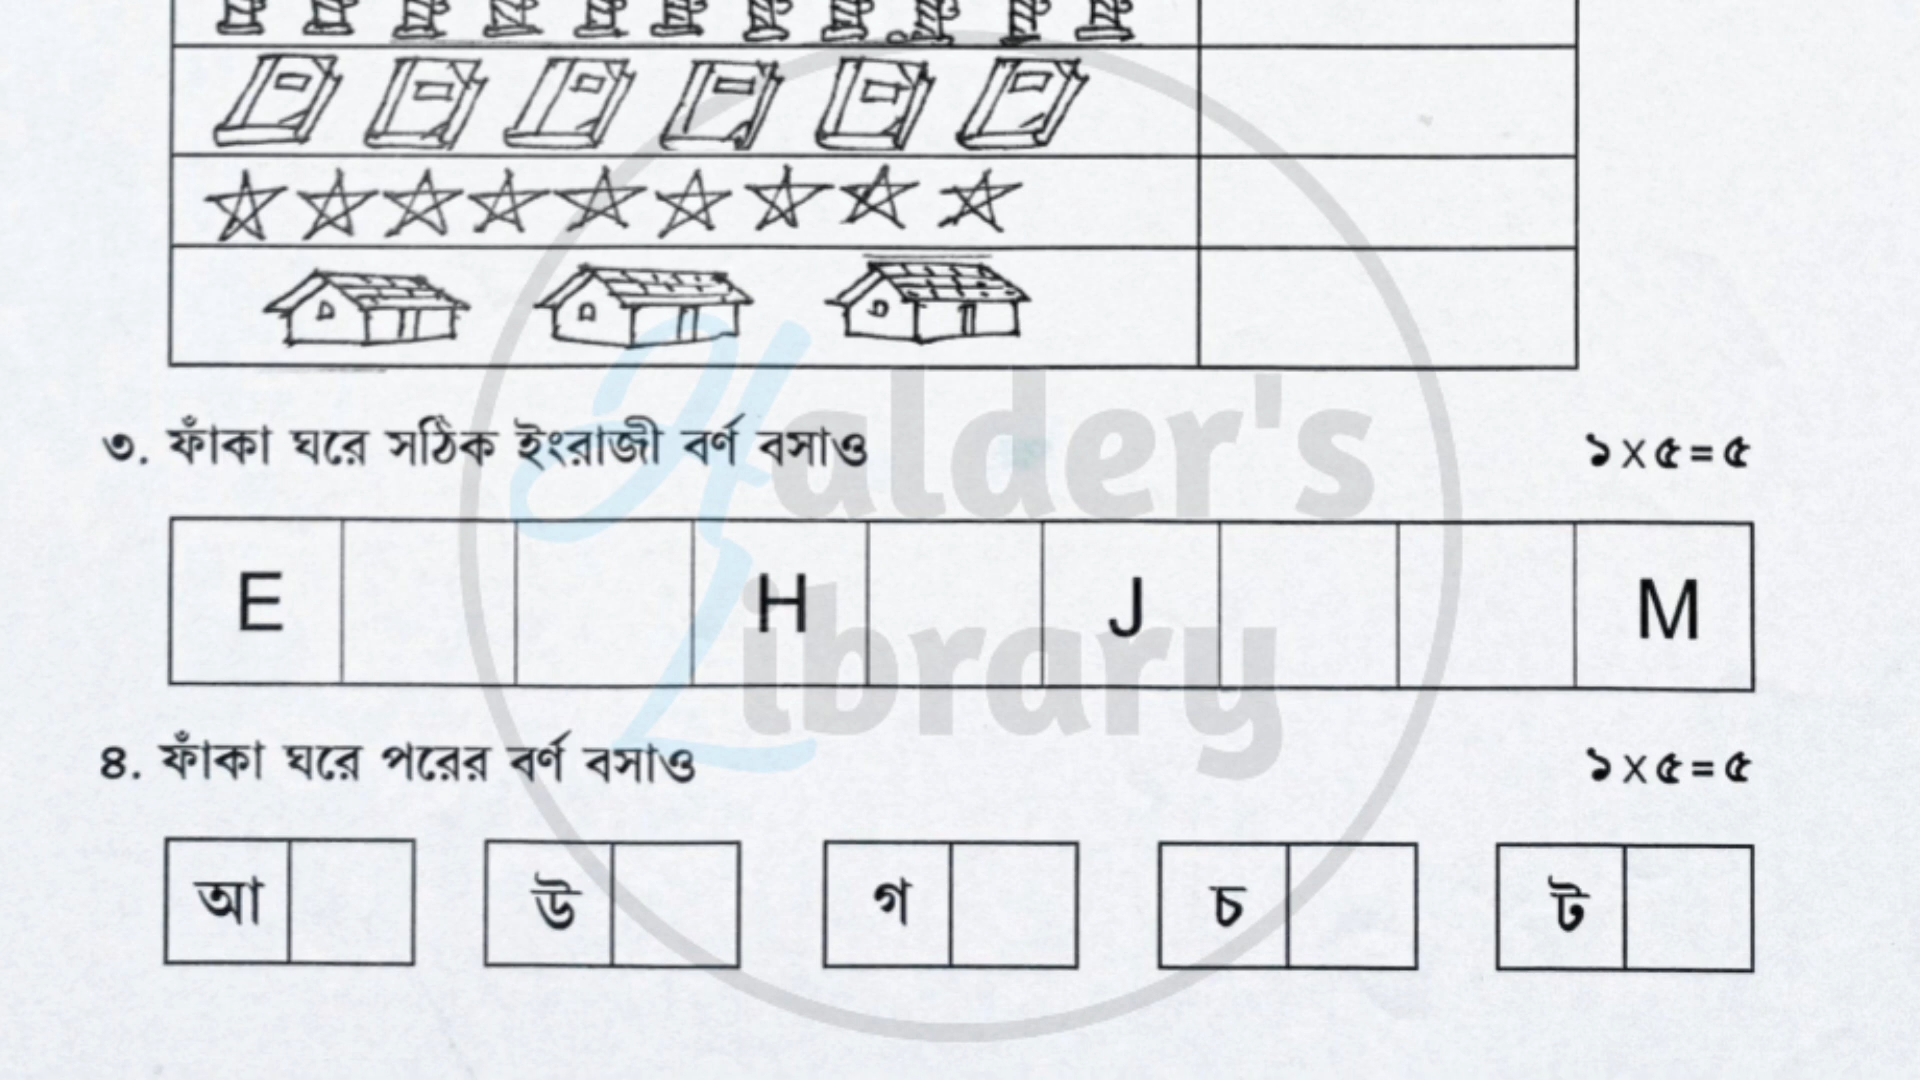 ৩. ফাঁকা ঘরে সঠিক ইংরাজী বর্ণ বসাও ১×৫=৫
E H J M
৪. ফাঁকা ঘরে পরের বর্ণ বসাও ১×৫=৫
আ উ গ চ ট
Halder's
Library